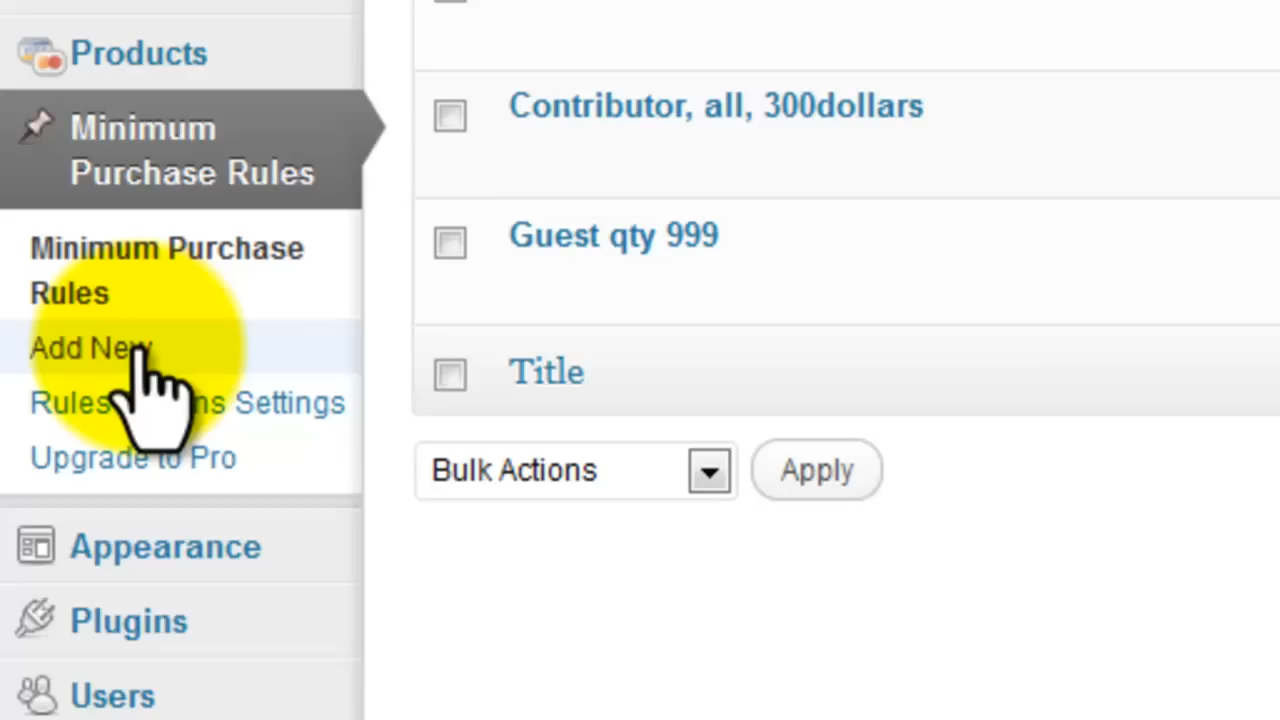 Products
Minimum
Purchase Rules
Minimum Purchase
Rules
Add New
Rules Settings
Upgrade to Pro
Appearance
Plugins
Users
Contributor, all, 300dollars
Guest qty 999
Title
Bulk Actions
Apply